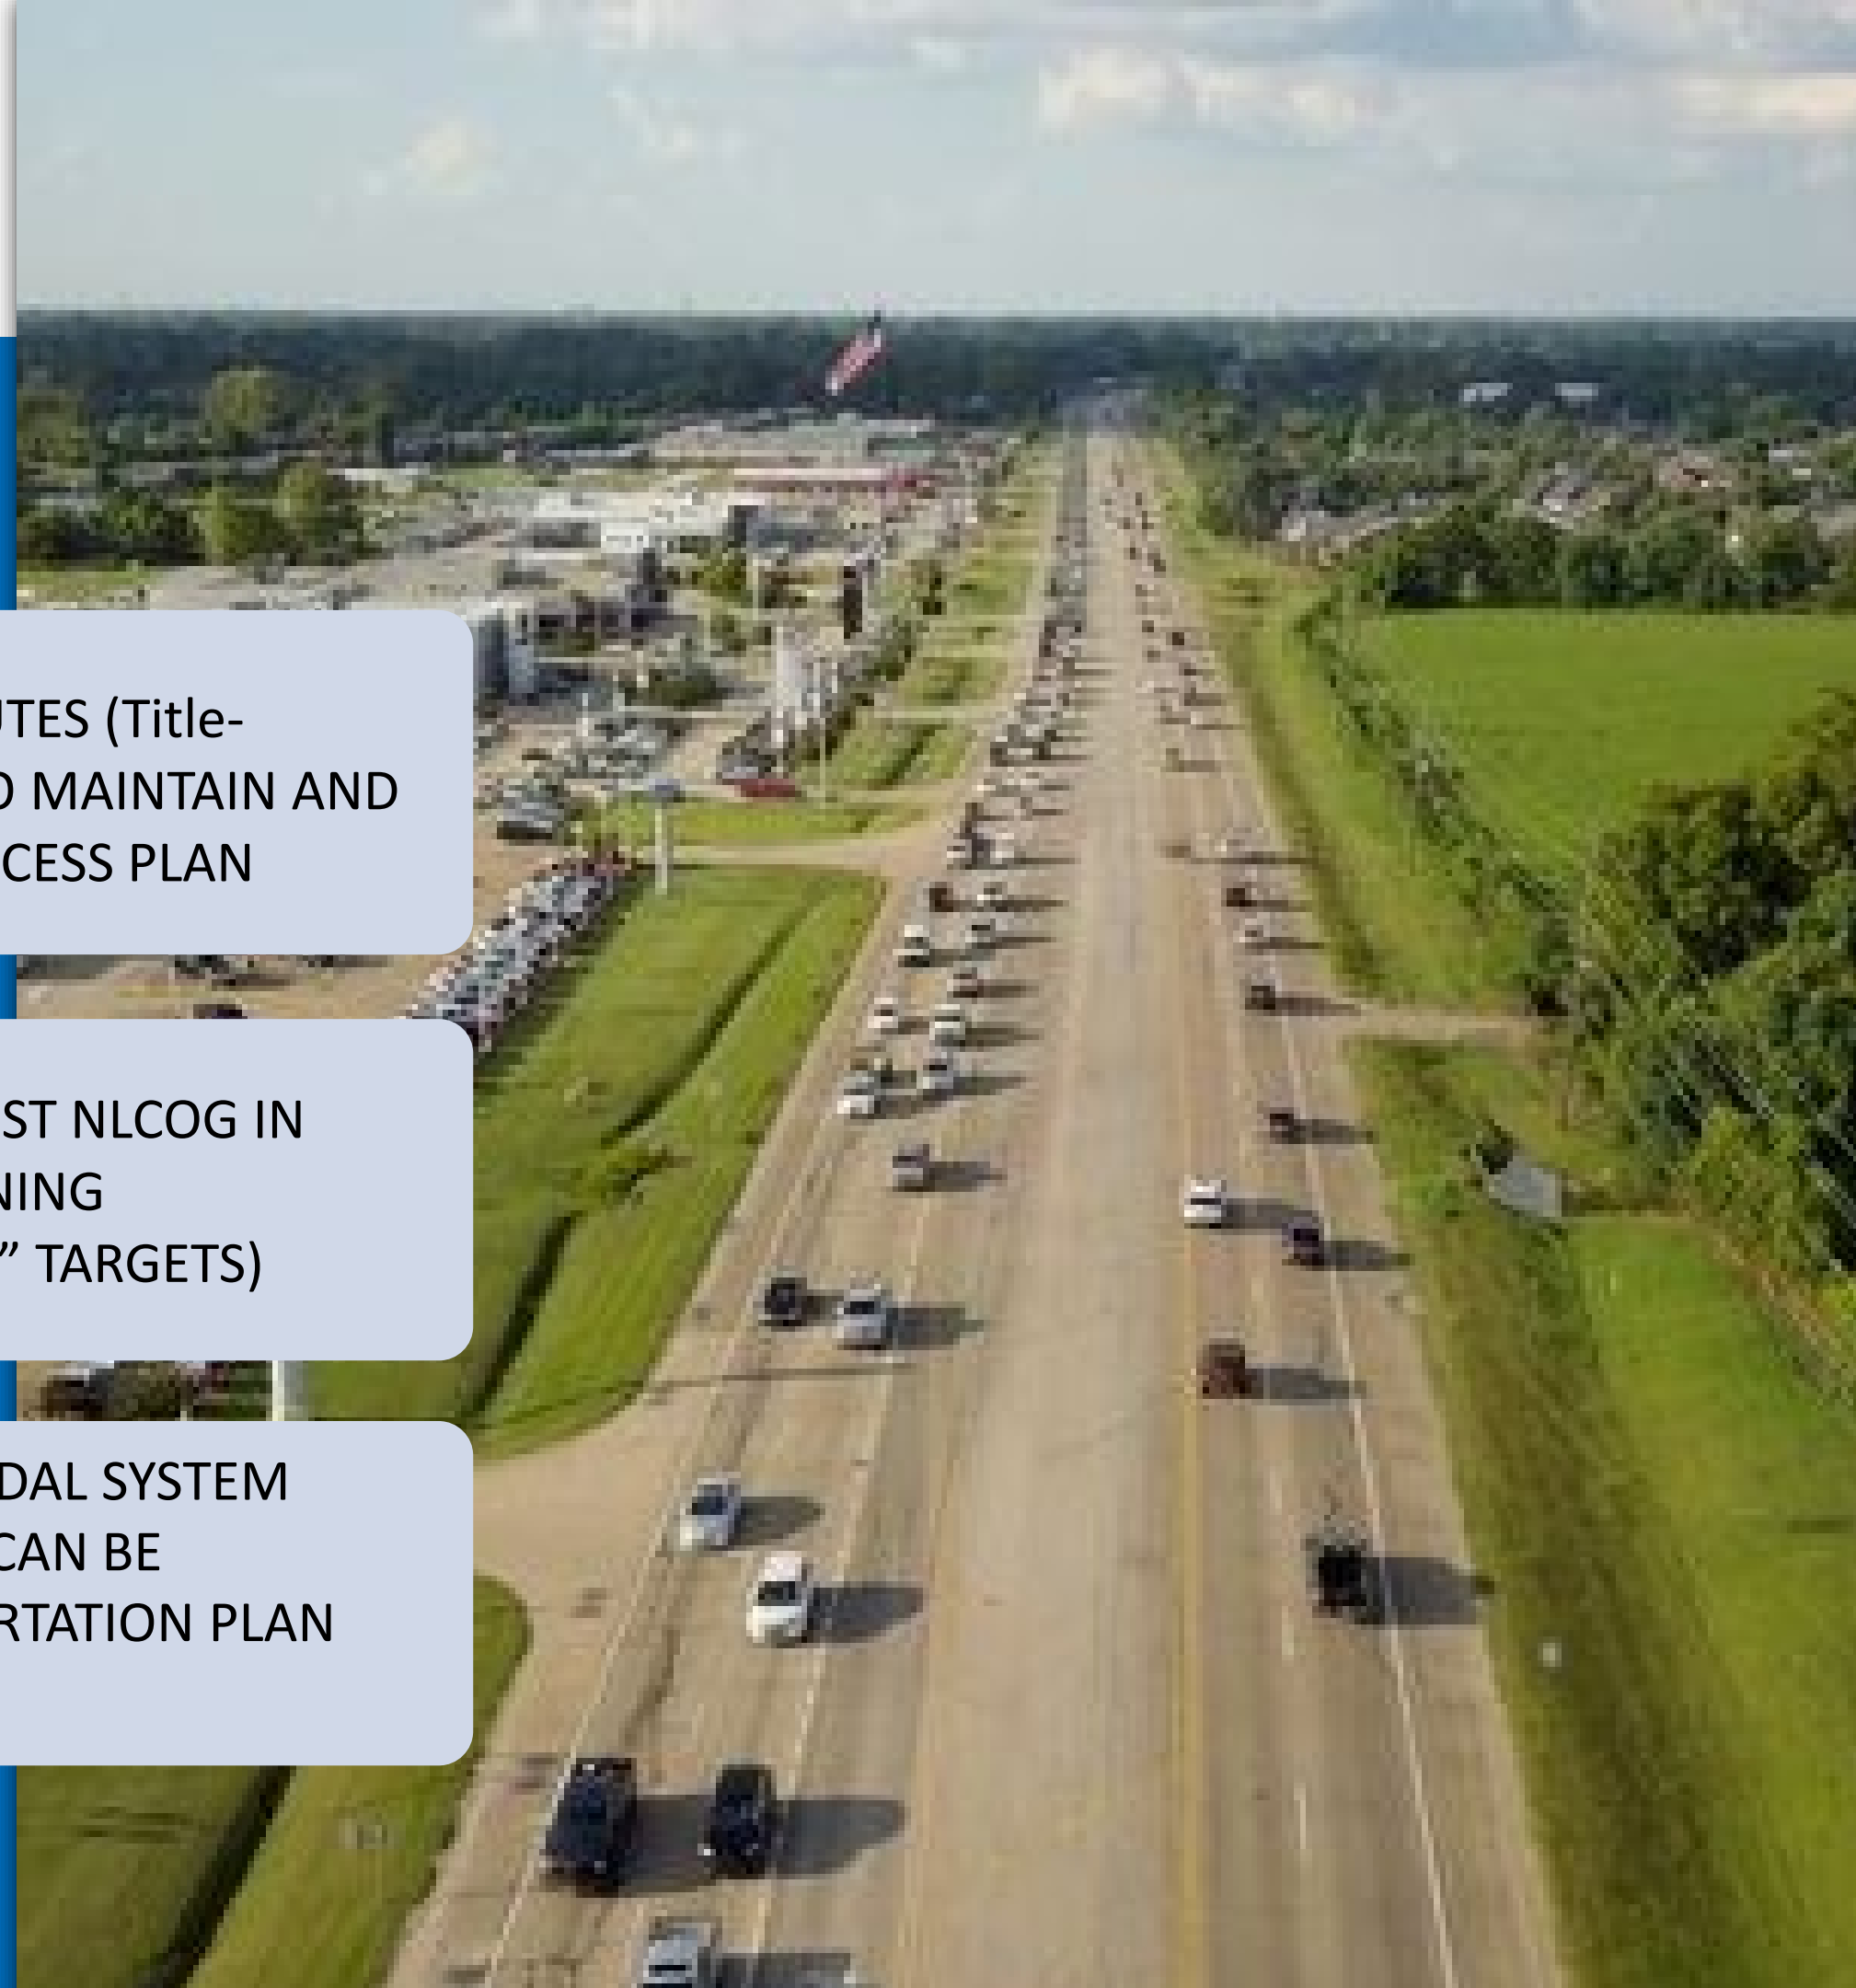 UTES (Title-
O MAINTAIN AND
CESS PLAN
ST NLCOG IN
NING
” TARGETS)
DAL SYSTEM
CAN BE
RTATION PLAN